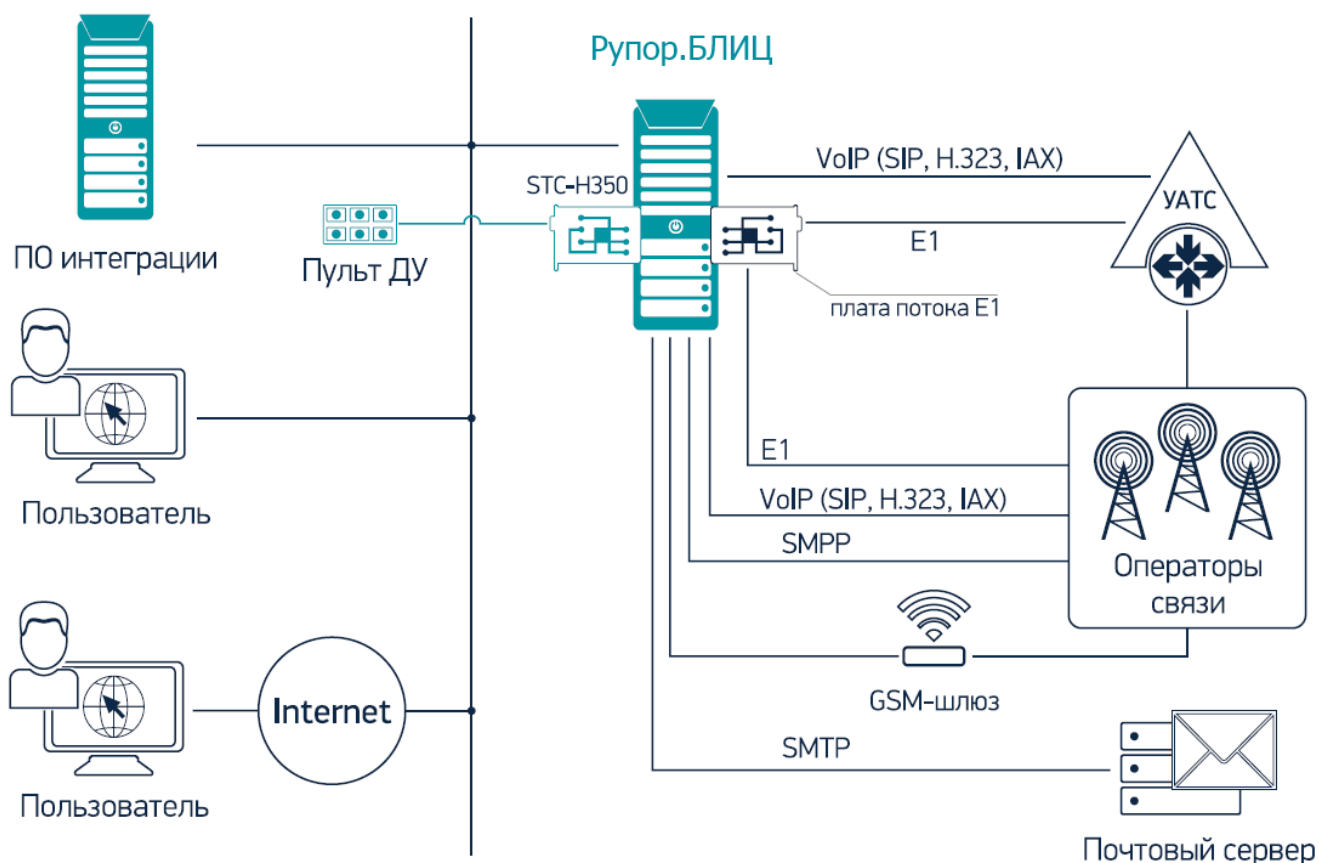 Рупор.БЛИЦ
VoIP (SIP, H.323, IAX)
STC-H350
УАТС
E1
ПО интеграции
Пульт ДУ
плата потока E1
E1
Пользователь
VoIP (SIP, H.323, IAX)
SMPP
Операторы
связи
GSM-шлюз
Internet
SMTP
Пользователь
Почтовый сервер